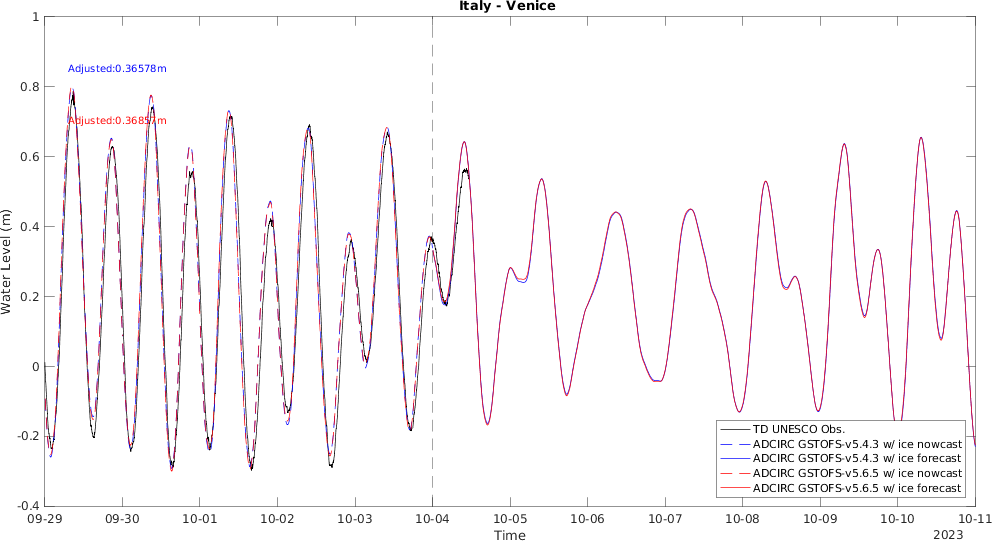 Italy - Venice
Adjusted:0.36578m
Adjusted:0.36857m
Water Level (m)
1
0.8
0.6
0.4
0.2
0
-0.2
-0.4
TD UNESCO Obs.
ADCIRC GSTOFS-v5.4.3 w/ ice nowcast
ADCIRC GSTOFS-v5.4.3 w/ ice forecast
ADCIRC GSTOFS-v5.6.5 w/ ice nowcast
ADCIRC GSTOFS-v5.6.5 w/ ice forecast
09-29 09-30 10-01 10-02 10-03 10-04 10-05 10-06 10-07 10-08 10-09 10-10 10-11
Time
2023